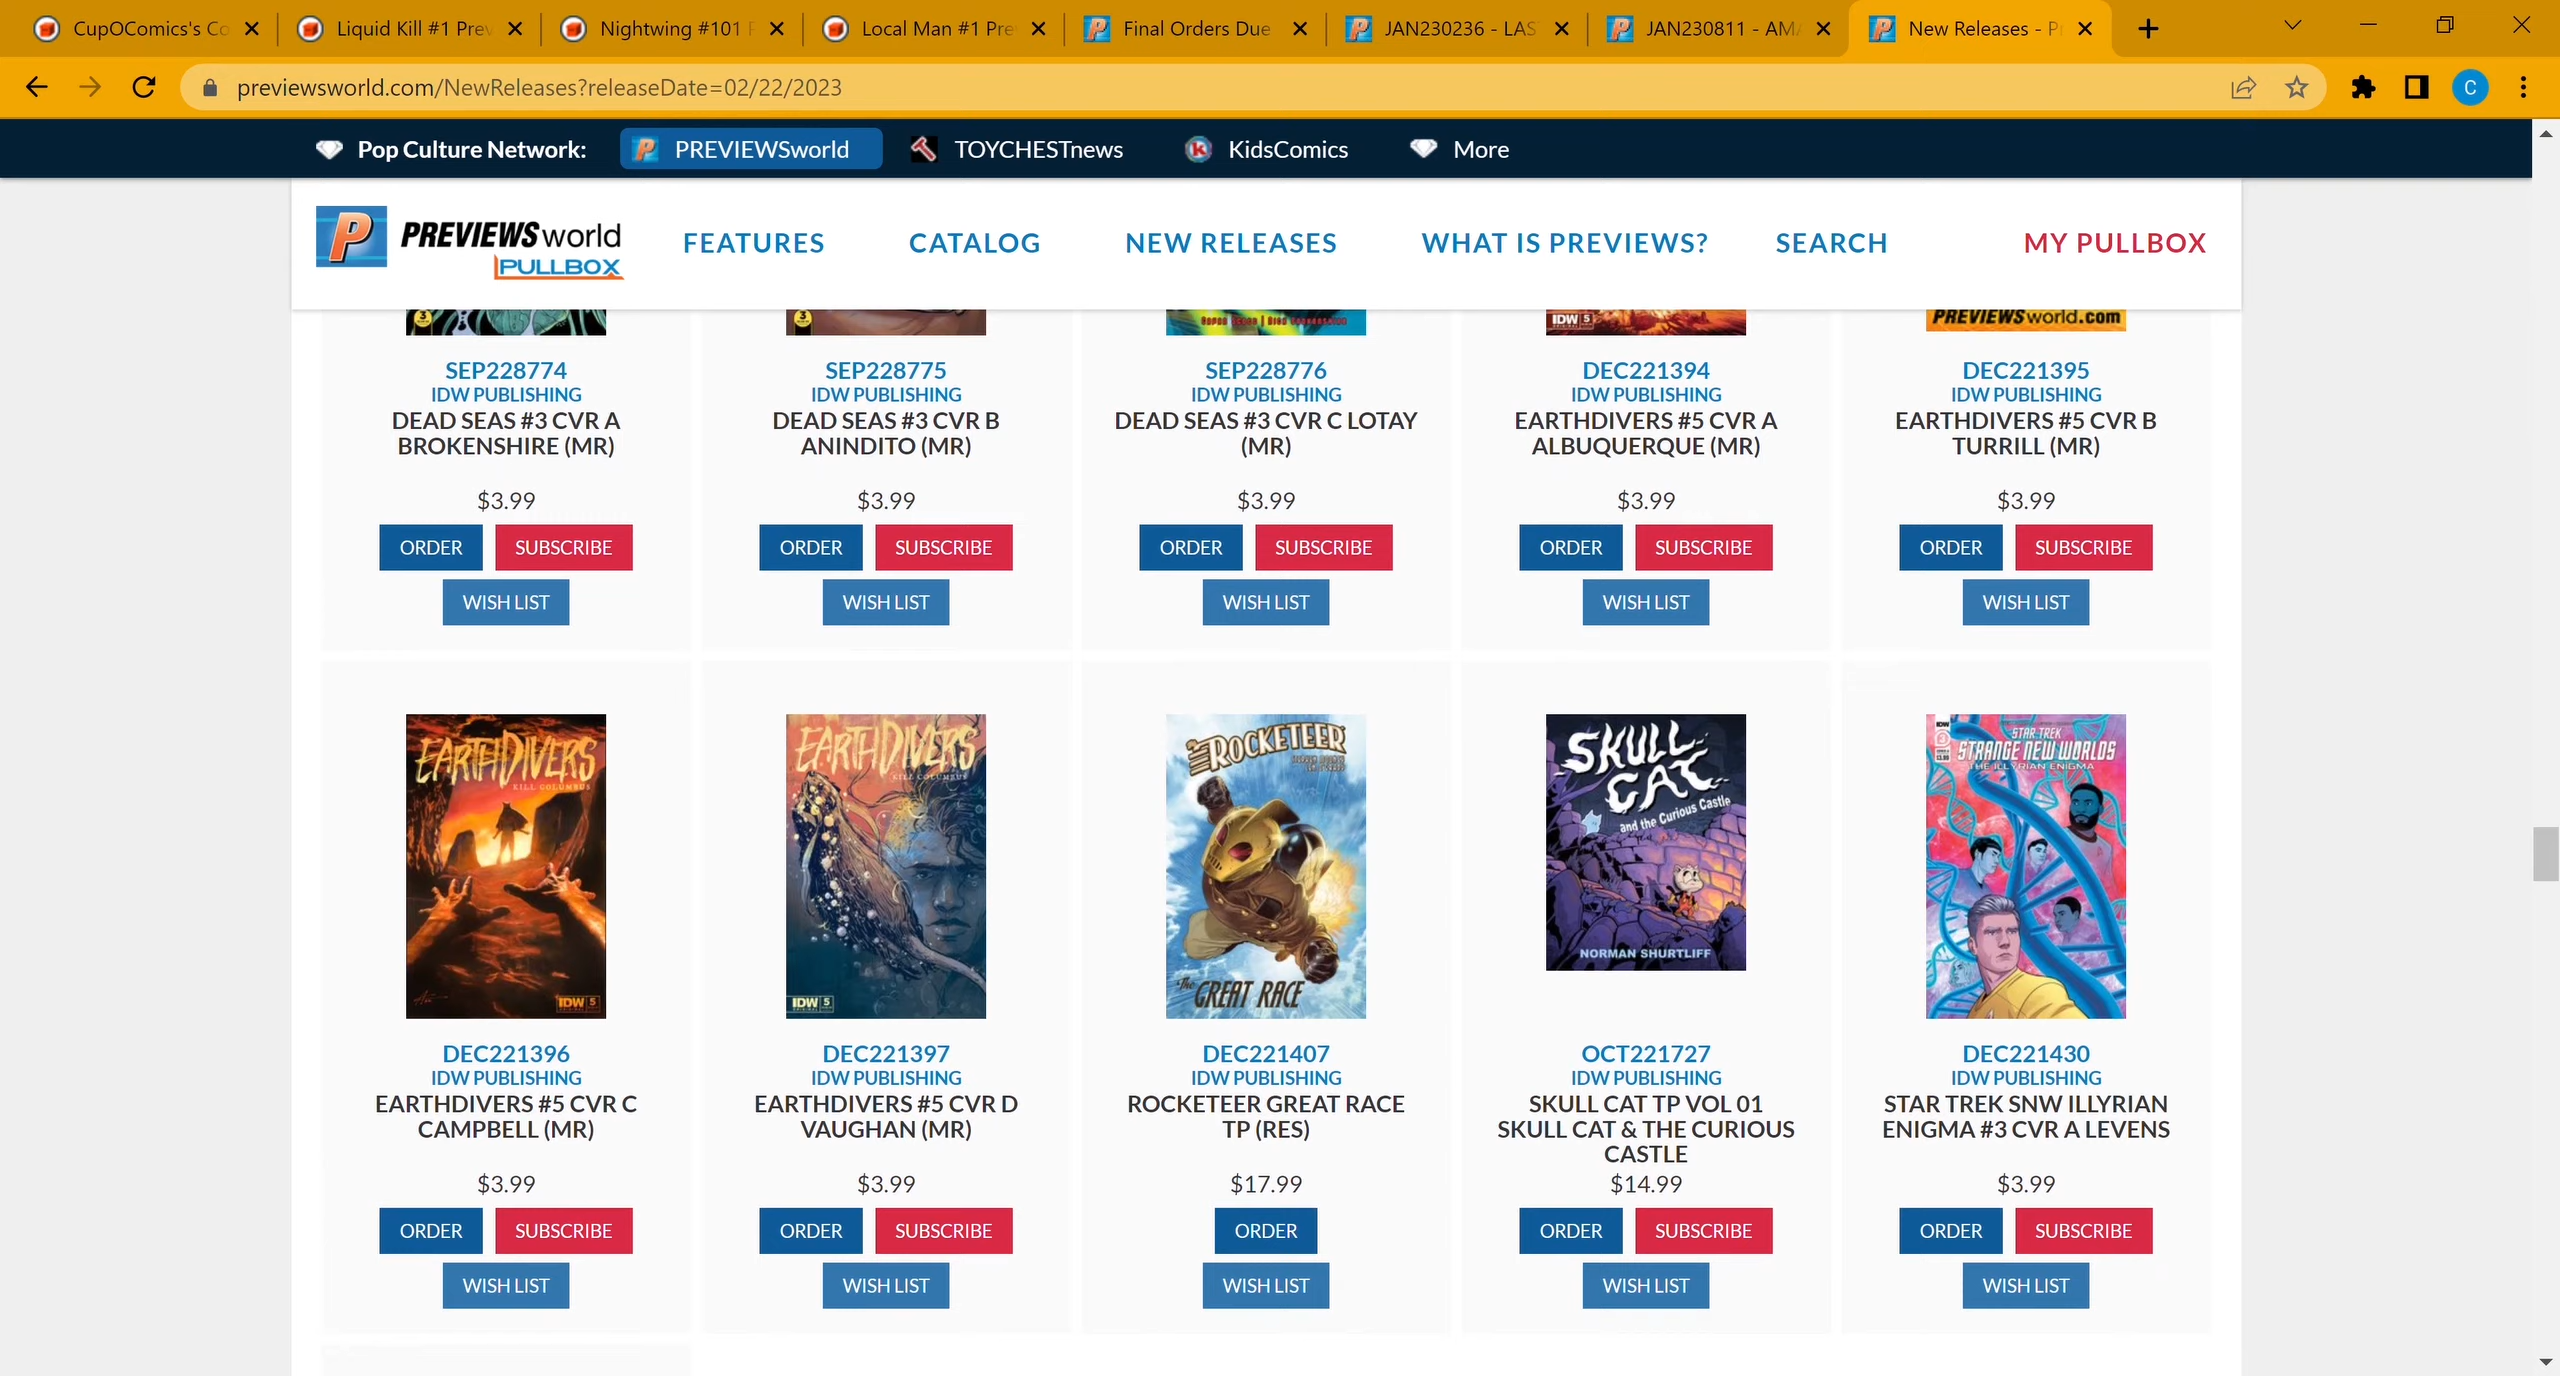 CupOComics's Co
Liquid Kill #1 Prev
Nightwing #101
Local Man #1 Pre
Final Orders Due
JAN230236 - LAS
JAN230811 - AMA
New Releases - P
previewsworld.com/NewReleases?releaseDate=02/22/2023
C
Pop Culture Network:
PREVIEWSworld
TOYCHESTnews
KidsComics
More
P PREVIEWSworld
PULLBOX
FEATURES
CATALOG
NEW RELEASES
WHAT IS PREVIEWS?
SEARCH
MY PULLBOX
3
3
IDW 5
PREVIEWSworld.com
SEP228774
IDW PUBLISHING
DEAD SEAS #3 CVR A
BROKENSHIRE (MR)
$3.99
ORDER
SUBSCRIBE
WISH LIST
SEP228775
IDW PUBLISHING
DEAD SEAS #3 CVR B
ANINDITO (MR)
$3.99
ORDER
SUBSCRIBE
WISH LIST
SEP228776
IDW PUBLISHING
DEAD SEAS #3 CVR C LOTAY
(MR)
$3.99
ORDER
SUBSCRIBE
WISH LIST
DEC221394
IDW PUBLISHING
EARTHDIVERS #5 CVR A
ALBUQUERQUE (MR)
$3.99
ORDER
SUBSCRIBE
WISH LIST
DEC221395
IDW PUBLISHING
EARTHDIVERS #5 CVR B
TURRILL (MR)
$3.99
ORDER
SUBSCRIBE
WISH LIST
EARTHDIVERS
KILL COLUMBUS
IDW 5
DEC221396
IDW PUBLISHING
EARTHDIVERS #5 CVR C
CAMPBELL (MR)
$3.99
ORDER
SUBSCRIBE
WISH LIST
EARTHDIVERS
KILL COLUMBUS
IDW 5
DEC221397
IDW PUBLISHING
EARTHDIVERS #5 CVR D
VAUGHAN (MR)
$3.99
ORDER
SUBSCRIBE
WISH LIST
THE ROCKETEER
The GREAT RACE
DEC221407
IDW PUBLISHING
ROCKETEER GREAT RACE
TP (RES)
$17.99
ORDER
WISH LIST
SKULL
CAT
and the Curious Castle
NORMAN SHURTLIFF
OCT221727
IDW PUBLISHING
SKULL CAT TP VOL 01
SKULL CAT & THE CURIOUS
CASTLE
$14.99
ORDER
SUBSCRIBE
WISH LIST
IDW
3
STAR TREK
STRANGE NEW WORLDS
THE ILLYRIAN ENIGMA
DEC221430
IDW PUBLISHING
STAR TREK SNW ILLYRIAN
ENIGMA #3 CVR A LEVENS
$3.99
ORDER
SUBSCRIBE
WISH LIST